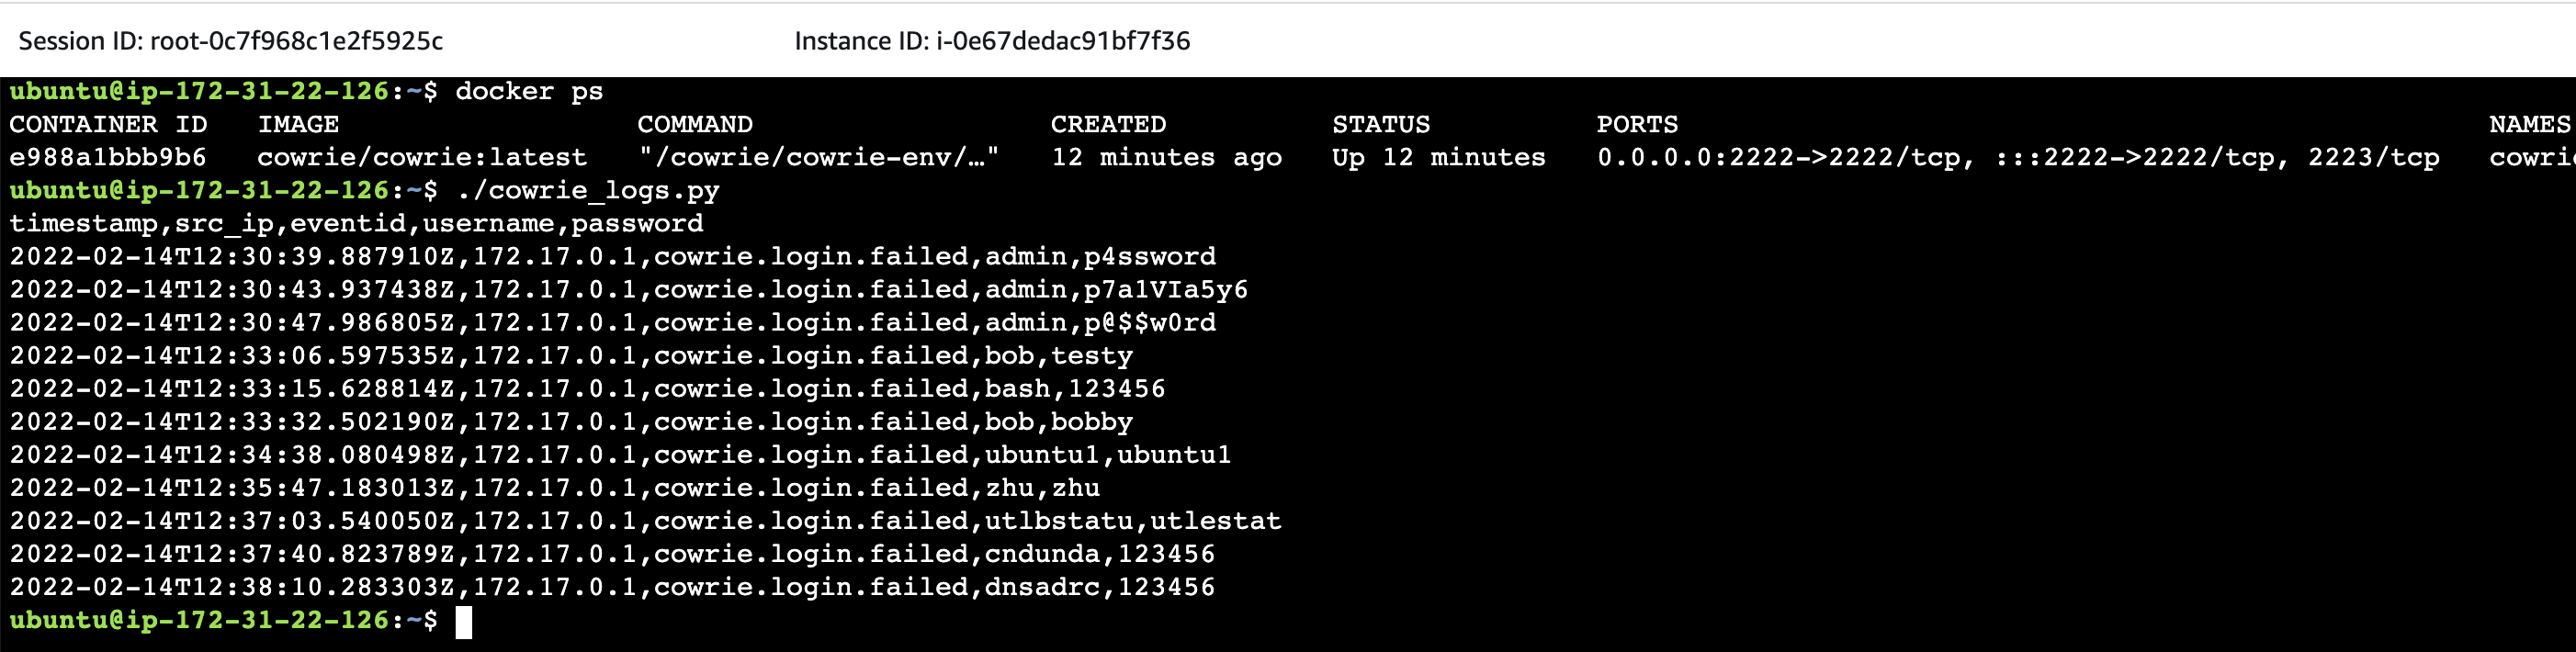 Session ID: root-0c7f968c1e2f5925c Instance ID: i-0e67dedac91bf7f36
ubuntu@ip-172-31-22-126:~$ docker ps
CONTAINER ID IMAGE COMMAND CREATED STATUS PORTS NAMES
e988a1bbb9b6 cowrie/cowrie:latest "/cowrie/cowrie-env/…" 12 minutes ago Up 12 minutes 0.0.0.0:2222->2222/tcp, :::2222->2222/tcp, 2223/tcp cowri
ubuntu@ip-172-31-22-126:~$ ./cowrie_logs.py
timestamp,src_ip,eventid,username,password
2022-02-14T12:30:39.887910Z,172.17.0.1,cowrie.login.failed,admin,p4ssword
2022-02-14T12:30:43.937438Z,172.17.0.1,cowrie.login.failed,admin,p7a1VIa5y6
2022-02-14T12:30:47.986805Z,172.17.0.1,cowrie.login.failed,admin,p@$$w0rd
2022-02-14T12:33:06.597535Z,172.17.0.1,cowrie.login.failed,bob,testy
2022-02-14T12:33:15.628814Z,172.17.0.1,cowrie.login.failed,bash,123456
2022-02-14T12:33:32.502190Z,172.17.0.1,cowrie.login.failed,bob,bobby
2022-02-14T12:34:38.080498Z,172.17.0.1,cowrie.login.failed,ubuntu1,ubuntu1
2022-02-14T12:35:47.183013Z,172.17.0.1,cowrie.login.failed,zhu,zhu
2022-02-14T12:37:03.540050Z,172.17.0.1,cowrie.login.failed,utlbstatu,utlestat
2022-02-14T12:37:40.823789Z,172.17.0.1,cowrie.login.failed,cndunda,123456
2022-02-14T12:38:10.283303Z,172.17.0.1,cowrie.login.failed,dnsadrc,123456
ubuntu@ip-172-31-22-126:~$